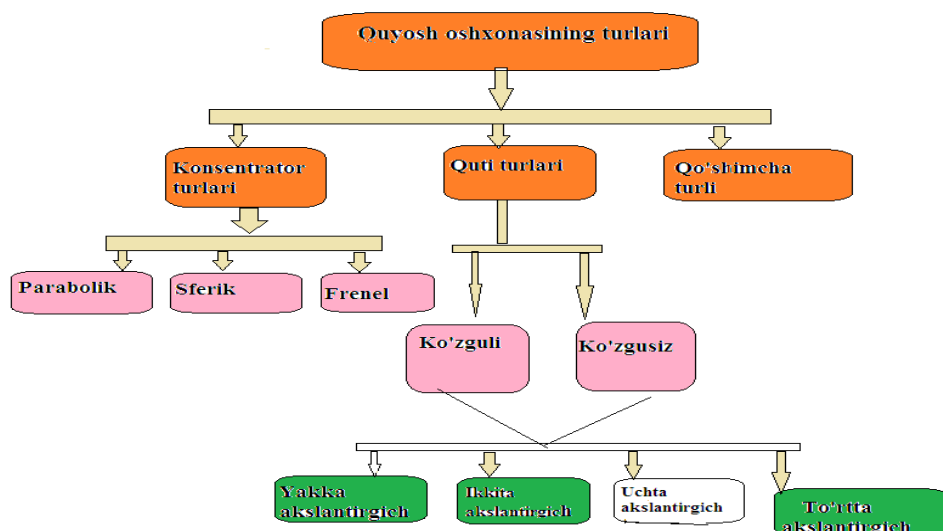 Quyosh oshxonasining turlari
Konsentrator
turlari
Quti turlari
Qo'shimcha
turli
Parabolik
Sferik
Frenel
Ko'zguli
Ko'zgusiz
Yakka
akslantirgich
Ikkita
akslantirgich
Uchta
akslantirgich
To'rtta
akslantirgich